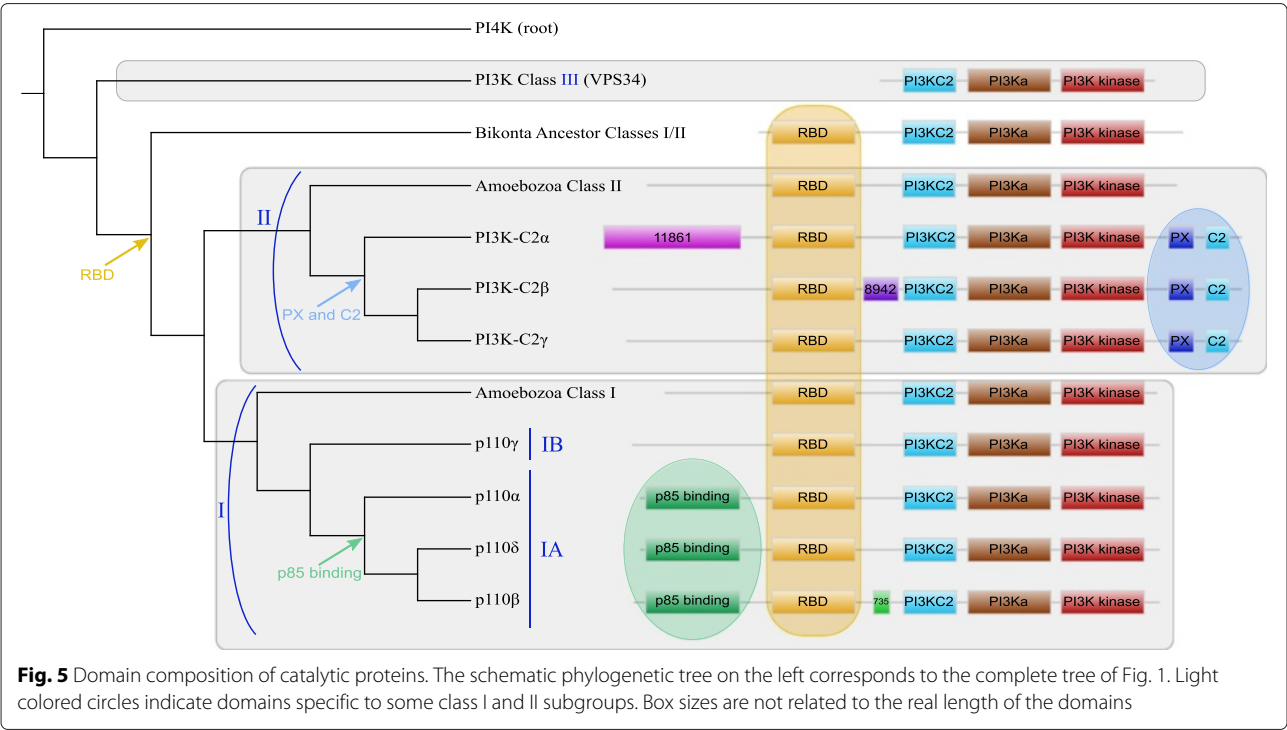 PI4K (root)
PI3K Class III (VPS34) PI3KC2 PI3Ka PI3K kinase
Bikonta Ancestor Classes I/II RBD PI3KC2 PI3Ka PI3K kinase
Amoebozoa Class II RBD PI3KC2 PI3Ka PI3K kinase
II
PI3K-C2α 11861 RBD PI3KC2 PI3Ka PI3K kinase PX C2
RBD
PI3K-C2β RBD 8942 PI3KC2 PI3Ka PI3K kinase PX C2
PX and C2
PI3K-C2γ RBD PI3KC2 PI3Ka PI3K kinase PX C2
Amoebozoa Class I RBD PI3KC2 PI3Ka PI3K kinase
p110γ IB RBD PI3KC2 PI3Ka PI3K kinase
p110α p85 binding RBD PI3KC2 PI3Ka PI3K kinase
I
p110δ IA p85 binding RBD PI3KC2 PI3Ka PI3K kinase
p85 binding
p110β p85 binding RBD 735 PI3KC2 PI3Ka PI3K kinase
Fig. 5 Domain composition of catalytic proteins. The schematic phylogenetic tree on the left corresponds to the complete tree of Fig. 1. Light
colored circles indicate domains specific to some class I and II subgroups. Box sizes are not related to the real length of the domains